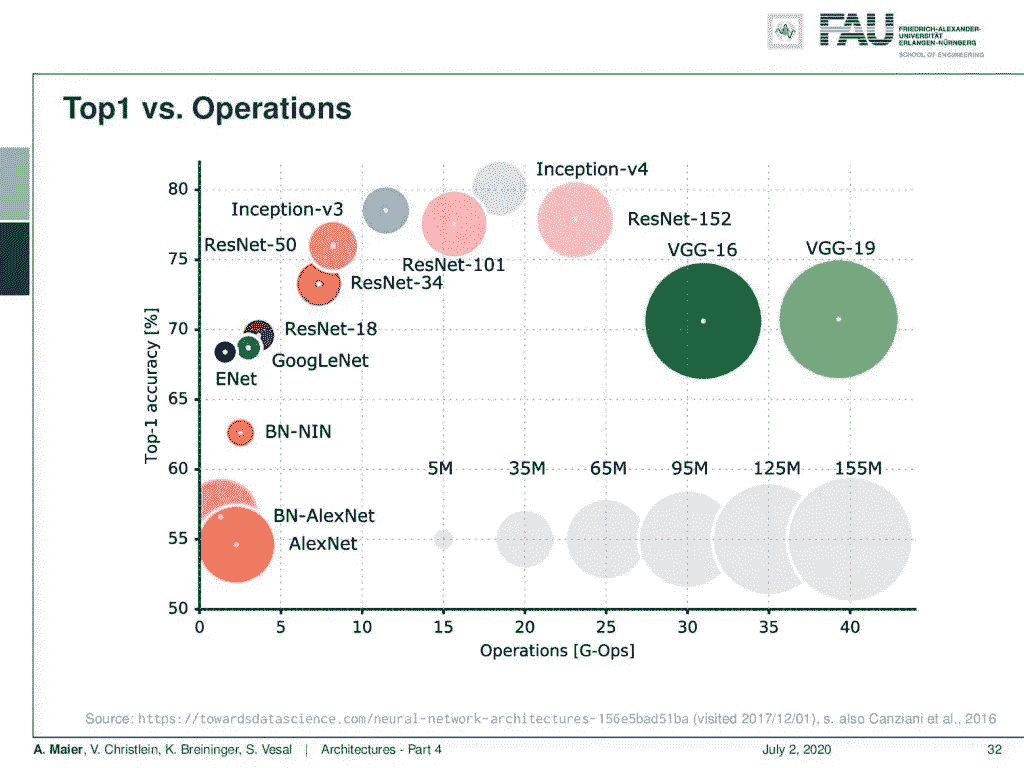 FAU
FRIEDRICH-ALEXANDER-
UNIVERSITÄT
ERLANGEN-NÜRNBERG
SCHOOL OF ENGINEERING
Top1 vs. Operations
Inception-v4
80
Inception-v3
ResNet-152
ResNet-50
VGG-16
VGG-19
75
ResNet-101
ResNet-34
70
ResNet-18
GoogLeNet
ENet
65
BN-NIN
60
5M 35M 65M 95M 125M 155M
BN-AlexNet
55
AlexNet
50
Top-1 accuracy [%]
0 5 10 15 20 25 30 35 40
Operations [G-Ops]
Source: https://towardsdatascience.com/neural-network-architectures-156e5bad51ba (visited 2017/12/01), s. also Canziani et al., 2016
A. Maier, V. Christlein, K. Breininger, S. Vesal | Architectures - Part 4 July 2, 2020 32